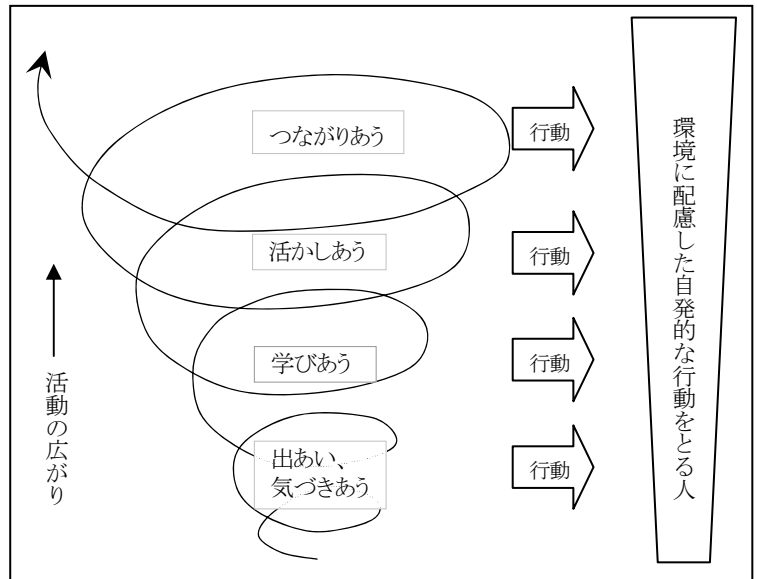 つながりあう
行動
活かしあう
行動
学びあう
行動
出あい、
気づきあう
行動
活動の広がり
環境に配慮した自発的な行動をとる人